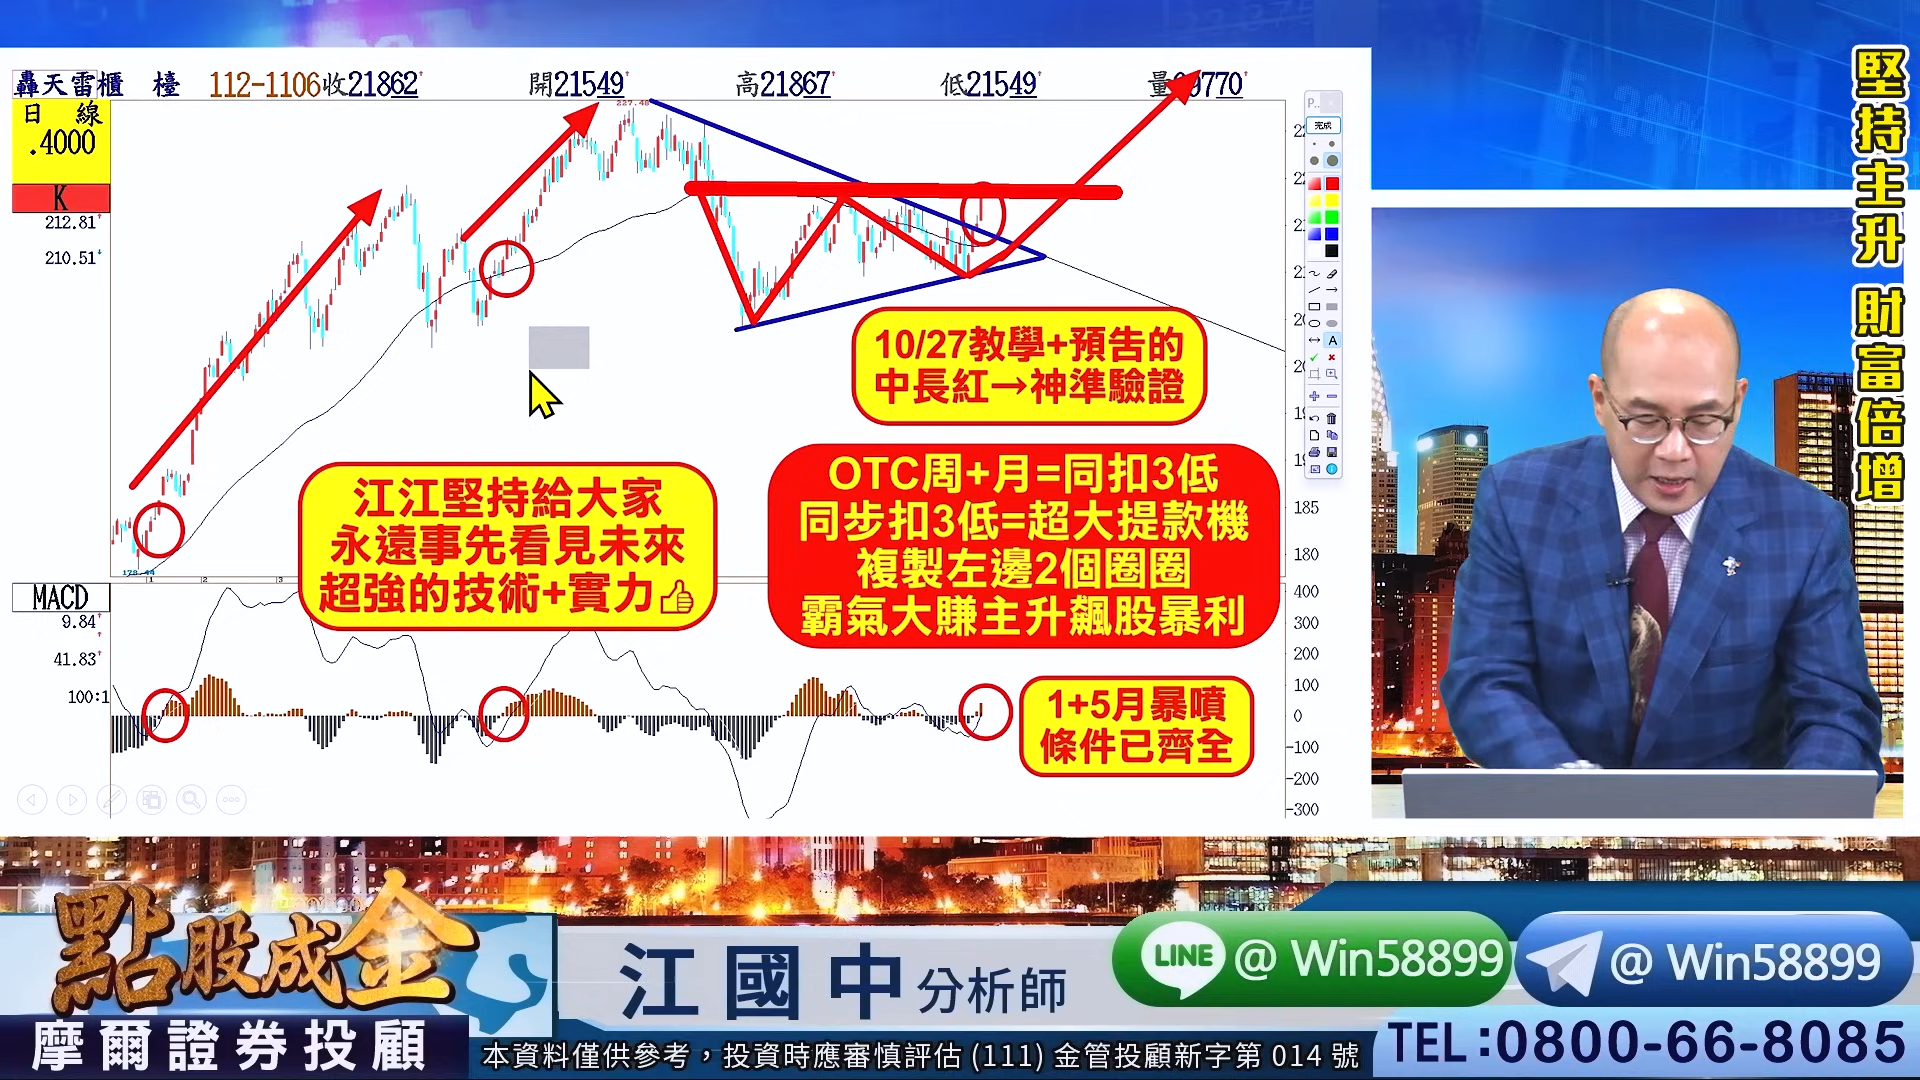 轟天雷櫃 檯 112-1106收21862 開21549 高21867 低21549 量 9770
日 線
.4000
K
212.81
210.51
227.48
178.44
1 2 3
185
180
P..
完成
A
10/27教學+預告的
中長紅→神準驗證
OTC周+月=同扣3低
同步扣3低=超大提款機
複製左邊2個圈圈
霸氣大賺主升飆股暴利
江江堅持給大家
永遠事先看見未來
超強的技術+實力
MACD
9.84
41.83
100:1
400
300
200
100
0
-100
-200
-300
1+5月暴噴
條件已齊全
堅持主升 財富倍增
點股成金
摩爾證券投顧
江國中 分析師
LINE @ Win58899
@ Win58899
TEL:0800-66-8085
本資料僅供參考，投資時應審慎評估 (111) 金管投顧新字第 014 號